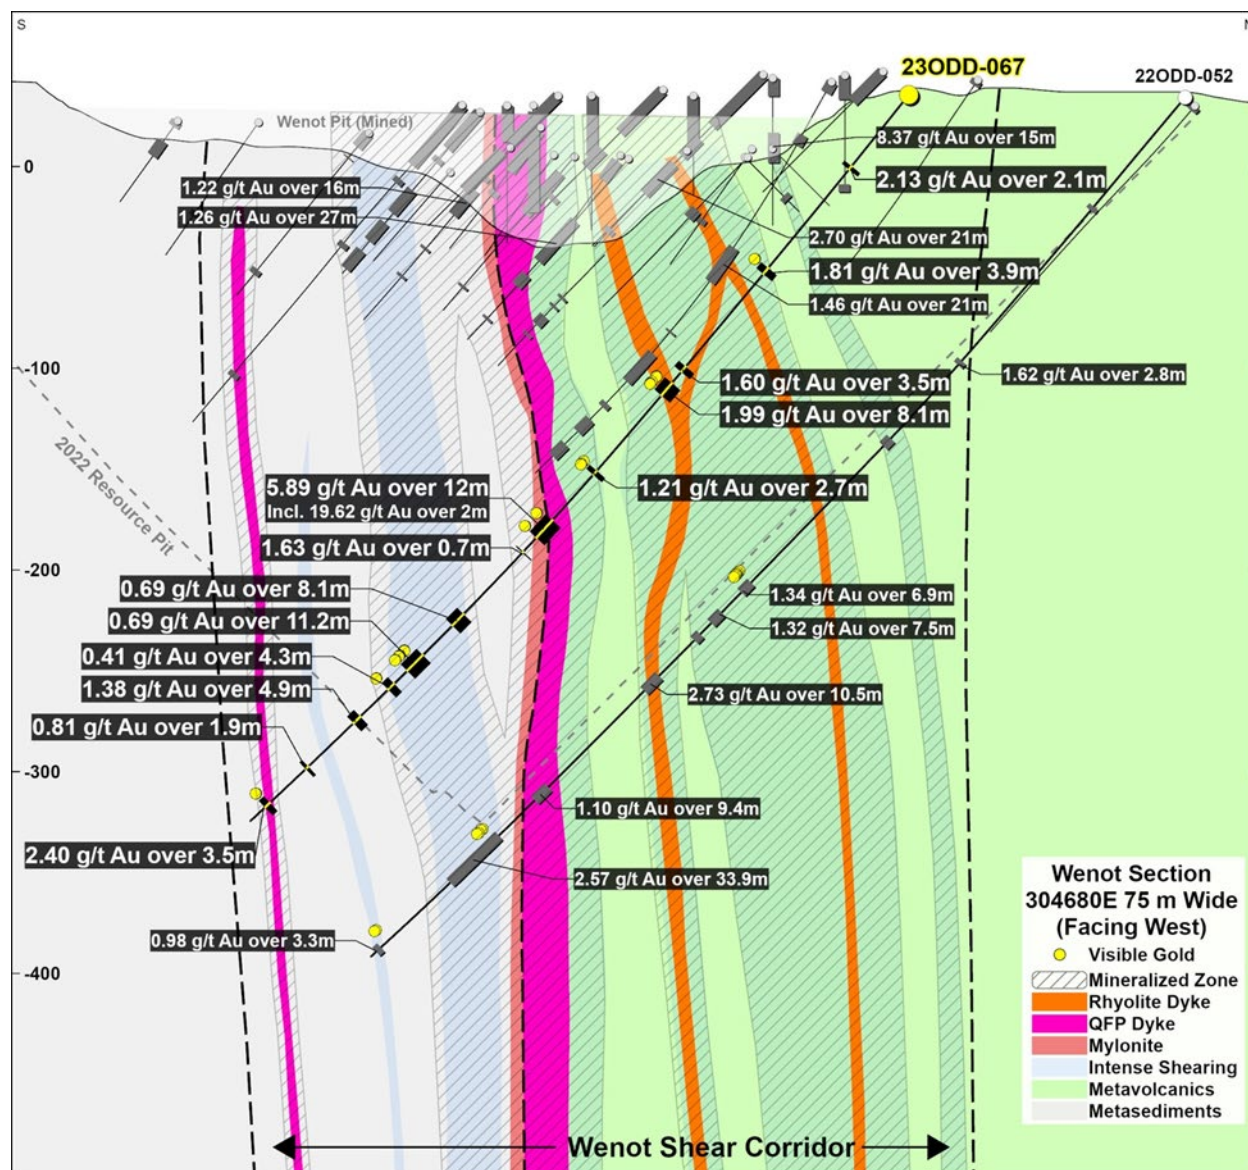 S
N
23ODD-067
22ODD-052
Wenot Pit (Mined)
8.37 g/t Au over 15m
0
2.13 g/t Au over 2.1m
1.22 g/t Au over 16m
1.26 g/t Au over 27m
2.70 g/t Au over 21m
1.81 g/t Au over 3.9m
1.46 g/t Au over 21m
-100
1.62 g/t Au over 2.8m
1.60 g/t Au over 3.5m
1.99 g/t Au over 8.1m
2022 Resource Pit
5.89 g/t Au over 12m
Incl. 19.62 g/t Au over 2m
1.21 g/t Au over 2.7m
1.63 g/t Au over 0.7m
-200
0.69 g/t Au over 8.1m
1.34 g/t Au over 6.9m
0.69 g/t Au over 11.2m
1.32 g/t Au over 7.5m
0.41 g/t Au over 4.3m
1.38 g/t Au over 4.9m
2.73 g/t Au over 10.5m
0.81 g/t Au over 1.9m
-300
1.10 g/t Au over 9.4m
2.40 g/t Au over 3.5m
2.57 g/t Au over 33.9m
0.98 g/t Au over 3.3m
-400
Wenot Section
304680E 75 m Wide
(Facing West)
Visible Gold
Mineralized Zone
Rhyolite Dyke
QFP Dyke
Mylonite
Intense Shearing
Metavolcanics
Metasediments
Wenot Shear Corridor